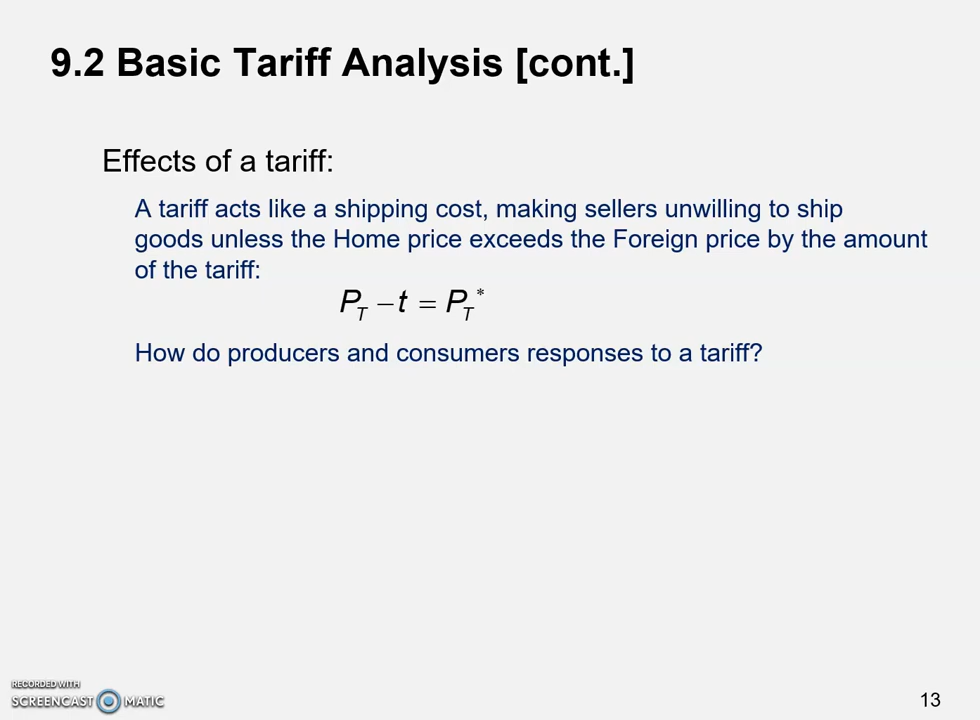 9.2 Basic Tariff Analysis [cont.]
Effects of a tariff:
A tariff acts like a shipping cost, making sellers unwilling to ship
goods unless the Home price exceeds the Foreign price by the amount
of the tariff:
P_T – t = P_T*
How do producers and consumers responses to a tariff?
RECORDED WITH
SCREENCAST MATIC
13